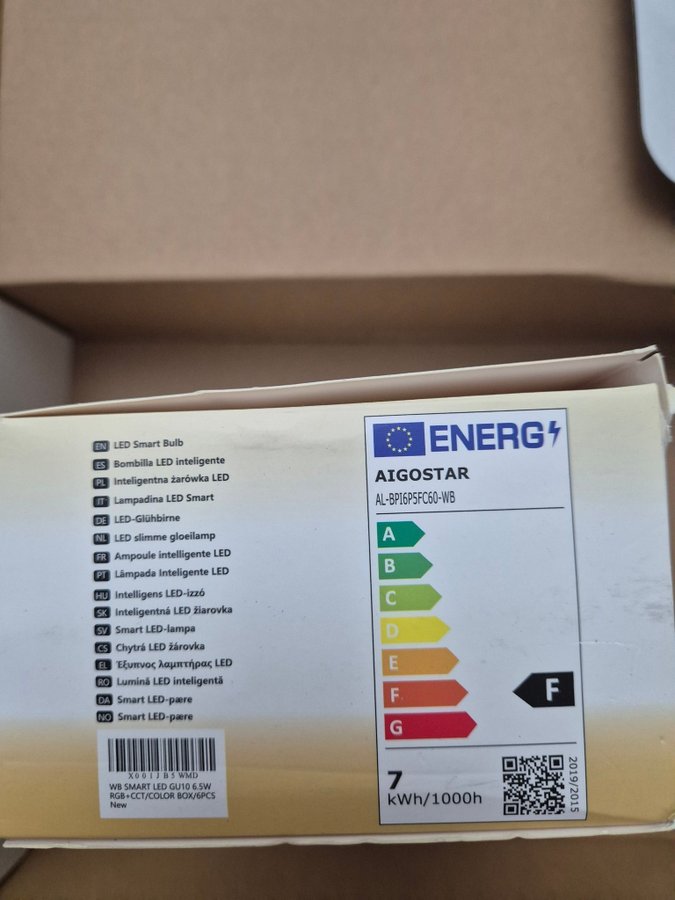 EN LED Smart Bulb
ES Bombilla LED inteligente
PL Inteligentna żarówka LED
IT Lampadina LED Smart
DE LED-Glühbirne
NL LED slimme gloeilamp
FR Ampoule intelligente LED
PT Lâmpada Inteligente LED
HU Intelligens LED-izzó
SK Inteligentná LED žiarovka
SV Smart LED-lampa
CS Chytrá LED žárovka
EL Έξυπνος λαμπτήρας LED
RO Lumină LED inteligentă
DA Smart LED-pære
NO Smart LED-pære
X001JB5WMD
WB SMART LED GU10 6.5W
RGB+CCT/COLOR BOX/6PCS
New
ENERG
AIGOSTAR
AL-BPI6P5FC60-WB
A
B
C
D
E
F
F
G
7
kWh/1000h
2019/2015